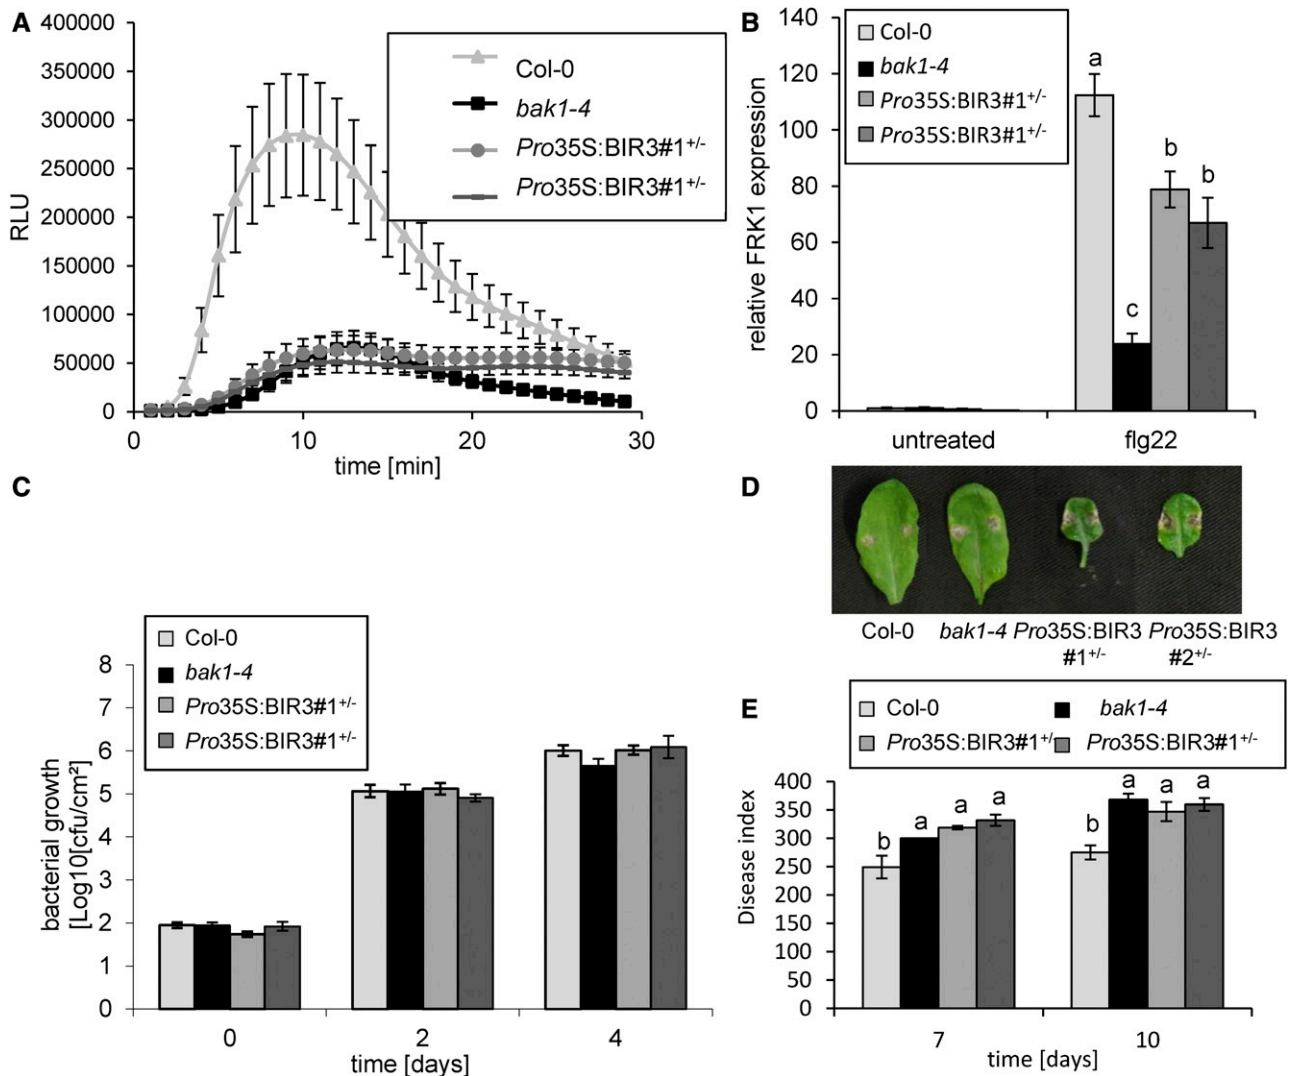 A
400000
350000
300000
250000
200000
150000
100000
50000
0
RLU
0 10 20 30
time [min]
Col-0
bak1-4
Pro35S:BIR3#1+/-
Pro35S:BIR3#1+/-
B
140
120
100
80
60
40
20
0
relative FRK1 expression
Col-0
bak1-4
Pro35S:BIR3#1+/-
Pro35S:BIR3#1+/-
a
c
b
b
untreated flg22
C
Col-0
bak1-4
Pro35S:BIR3#1+/-
Pro35S:BIR3#1+/-
8
7
6
5
4
3
2
1
0
bacterial growth
[Log10[cfu/cm²]
0 2 4
time [days]
D
Col-0 bak1-4 Pro35S:BIR3 Pro35S:BIR3
#1+/- #2+/-
E
Col-0 bak1-4
Pro35S:BIR3#1+/- Pro35S:BIR3#1+/-
400
350
300
250
200
150
100
50
0
Disease index
b a a a
b a a a
7 10
time [days]